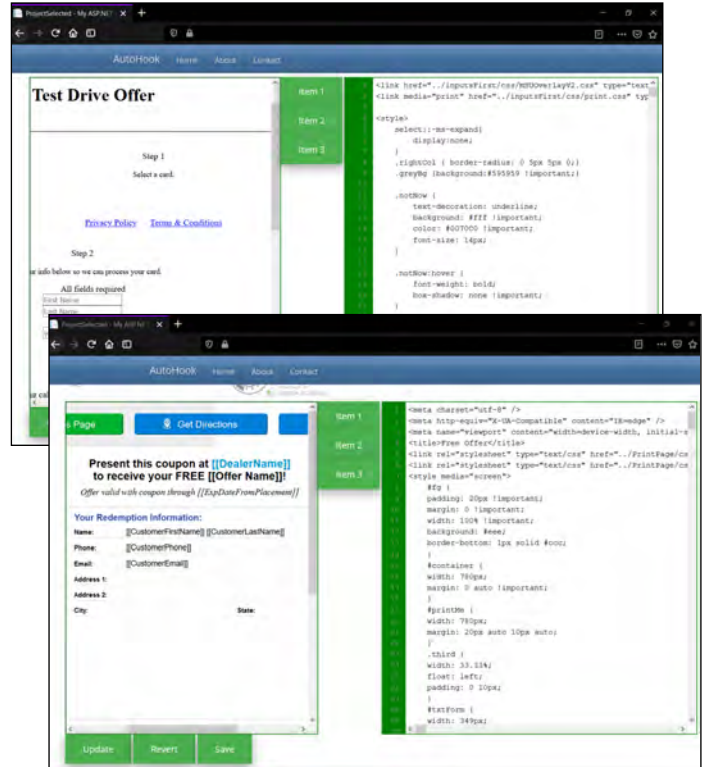 ProjectSelected - My ASP.NET
AutoHook Home About Contact
Test Drive Offer
Step 1
Select a card.
Privacy Policy Terms & Conditions
Step 2
ur info below so we can process your card.
All fields required
First Name
Last Name
Item 1
Item 2
Item 3
<link href="../inputsFirst/css/MSUOverlayV2.css" type="text
<link media="print" href="../inputsFirst/css/print.css" typ
<style>
select::-ms-expand{
display:none;
}
.rightCol { border-radius: 0 5px 5px 0;}
.greyBg {background:#595959 !important;}
.notNow {
text-decoration: underline;
background: #fff !important;
color: #007000 !important;
font-size: 14px;
}
.notNow:hover {
font-weight: bold;
box-shadow: none !important;
}
ProjectSelected - My ASP.NET
AutoHook Home About Contact
s Page Get Directions
Present this coupon at [[DealerName]]
to receive your FREE [[Offer Name]]!
Offer valid with coupon through [[ExpDateFromPlacement]]
Your Redemption Information:
Name: [[CustomerFirstName]] [[CustomerLastName]]
Phone: [[CustomerPhone]]
Email: [[CustomerEmail]]
Address 1:
Address 2:
City: State:
Item 1
Item 2
Item 3
<meta charset="utf-8" />
<meta http-equiv="X-UA-Compatible" content="IE=edge" />
<meta name="viewport" content="width=device-width, initial-s
<title>Free Offer</title>
<link rel="stylesheet" type="text/css" href="../PrintPage/cs
<link rel="stylesheet" type="text/css" href="../PrintPage/cs
<style media="screen">
#fg {
padding: 20px !important;
margin: 0 !important;
width: 100% !important;
background: #eee;
border-bottom: 1px solid #ccc;
}
#container {
width: 780px;
margin: 0 auto !important;
}
#printMe {
width: 780px;
margin: 20px auto 10px auto;
}
.third {
width: 33.33%;
float: left;
padding: 0 10px;
}
#txtForm {
width: 349px;
Update Revert Save